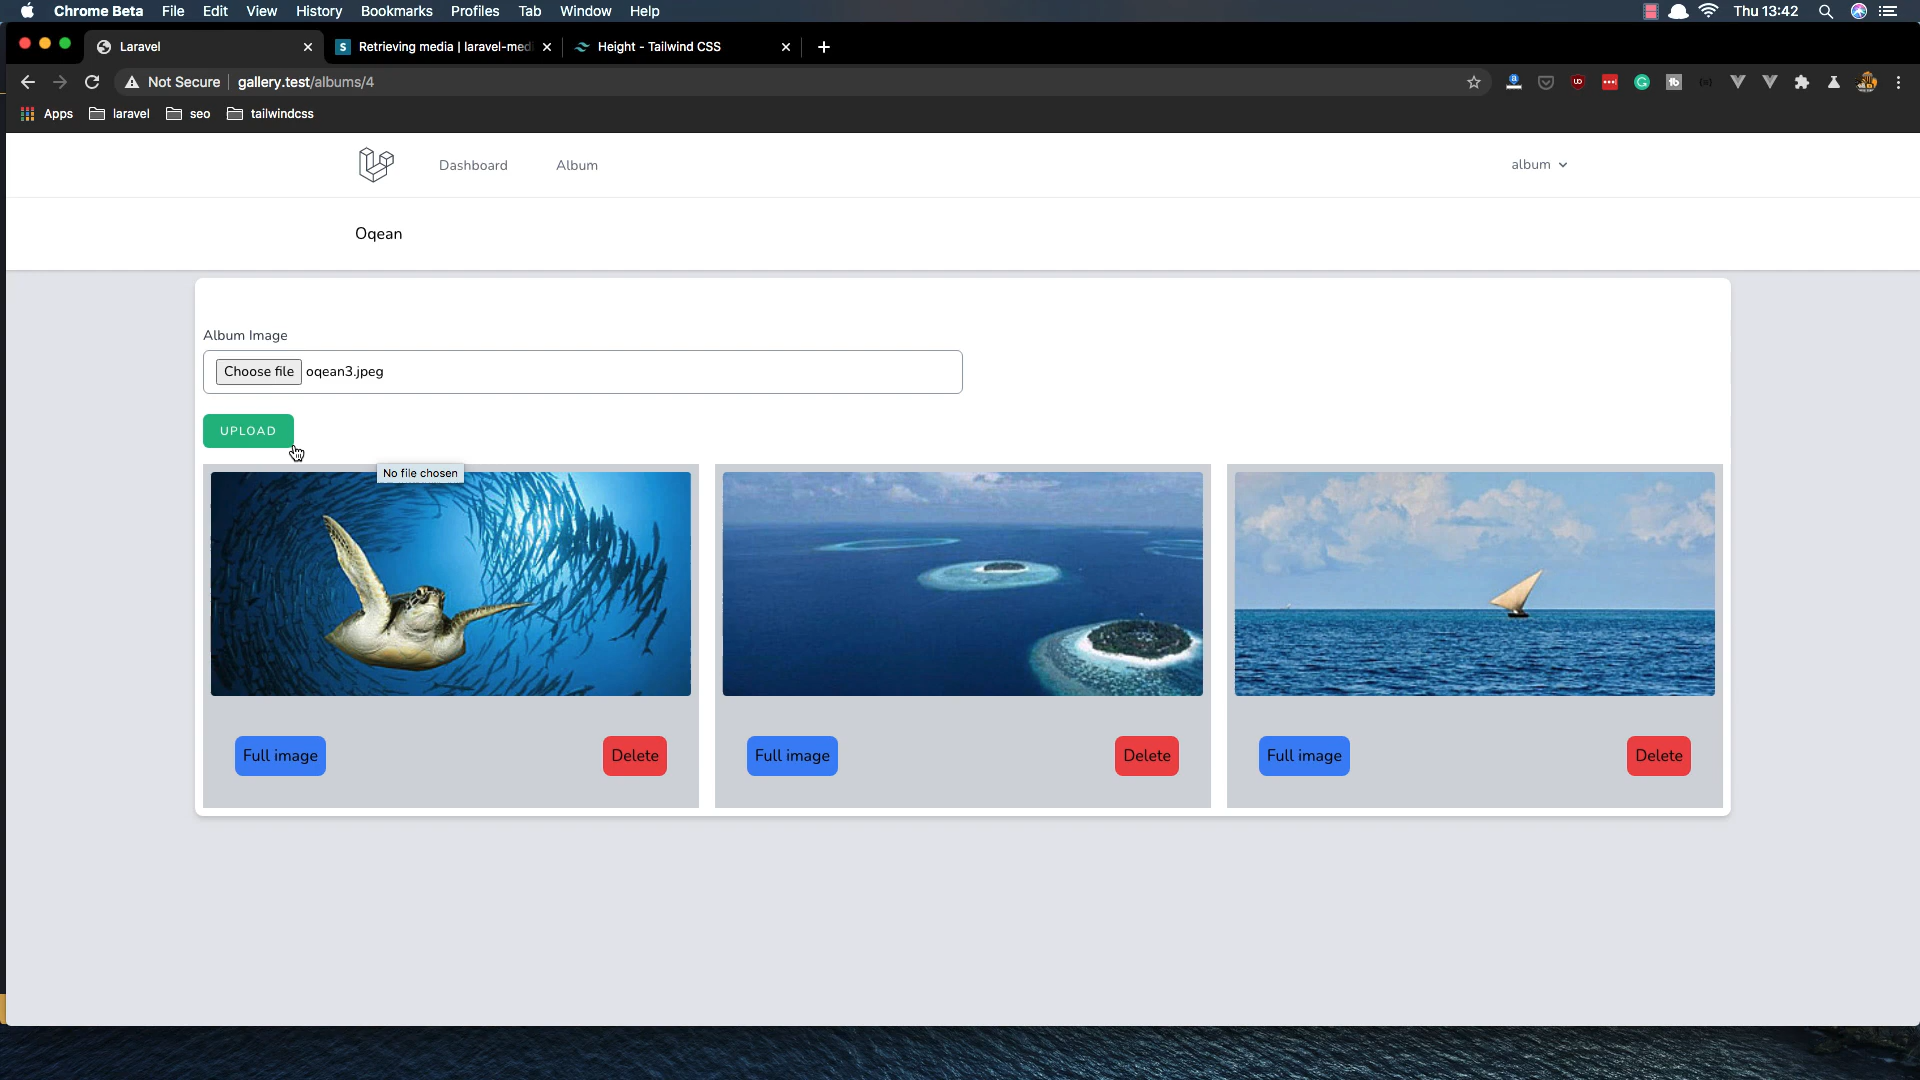 Chrome Beta File Edit View History Bookmarks Profiles Tab Window Help Thu 13:42
Laravel Retrieving media | laravel-med Height - Tailwind CSS
Not Secure gallery.test/albums/4
Apps laravel seo tailwindcss
Dashboard Album album
Oqean
Album Image
Choose file oqean3.jpeg
UPLOAD
No file chosen
Full image Delete Full image Delete Full image Delete